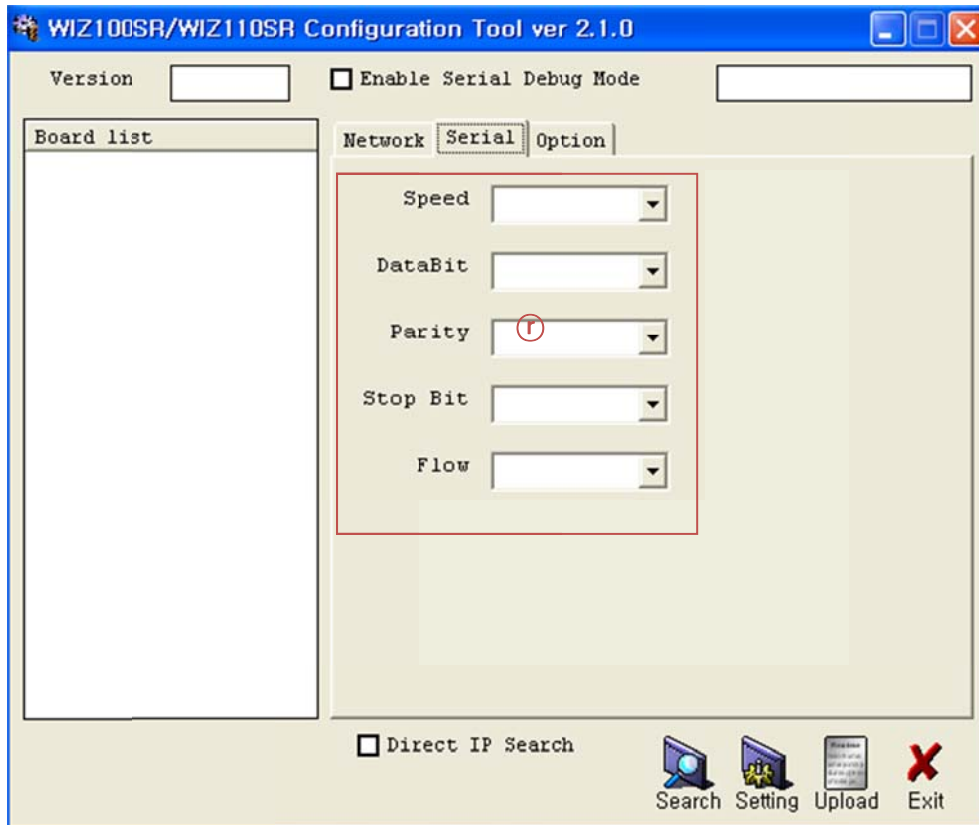 WIZ100SR/WIZ110SR Configuration Tool ver 2.1.0
Version
Enable Serial Debug Mode
Board list
Network Serial Option
Speed
DataBit
Parity ⓡ
Stop Bit
Flow
Direct IP Search
Search Setting Upload Exit